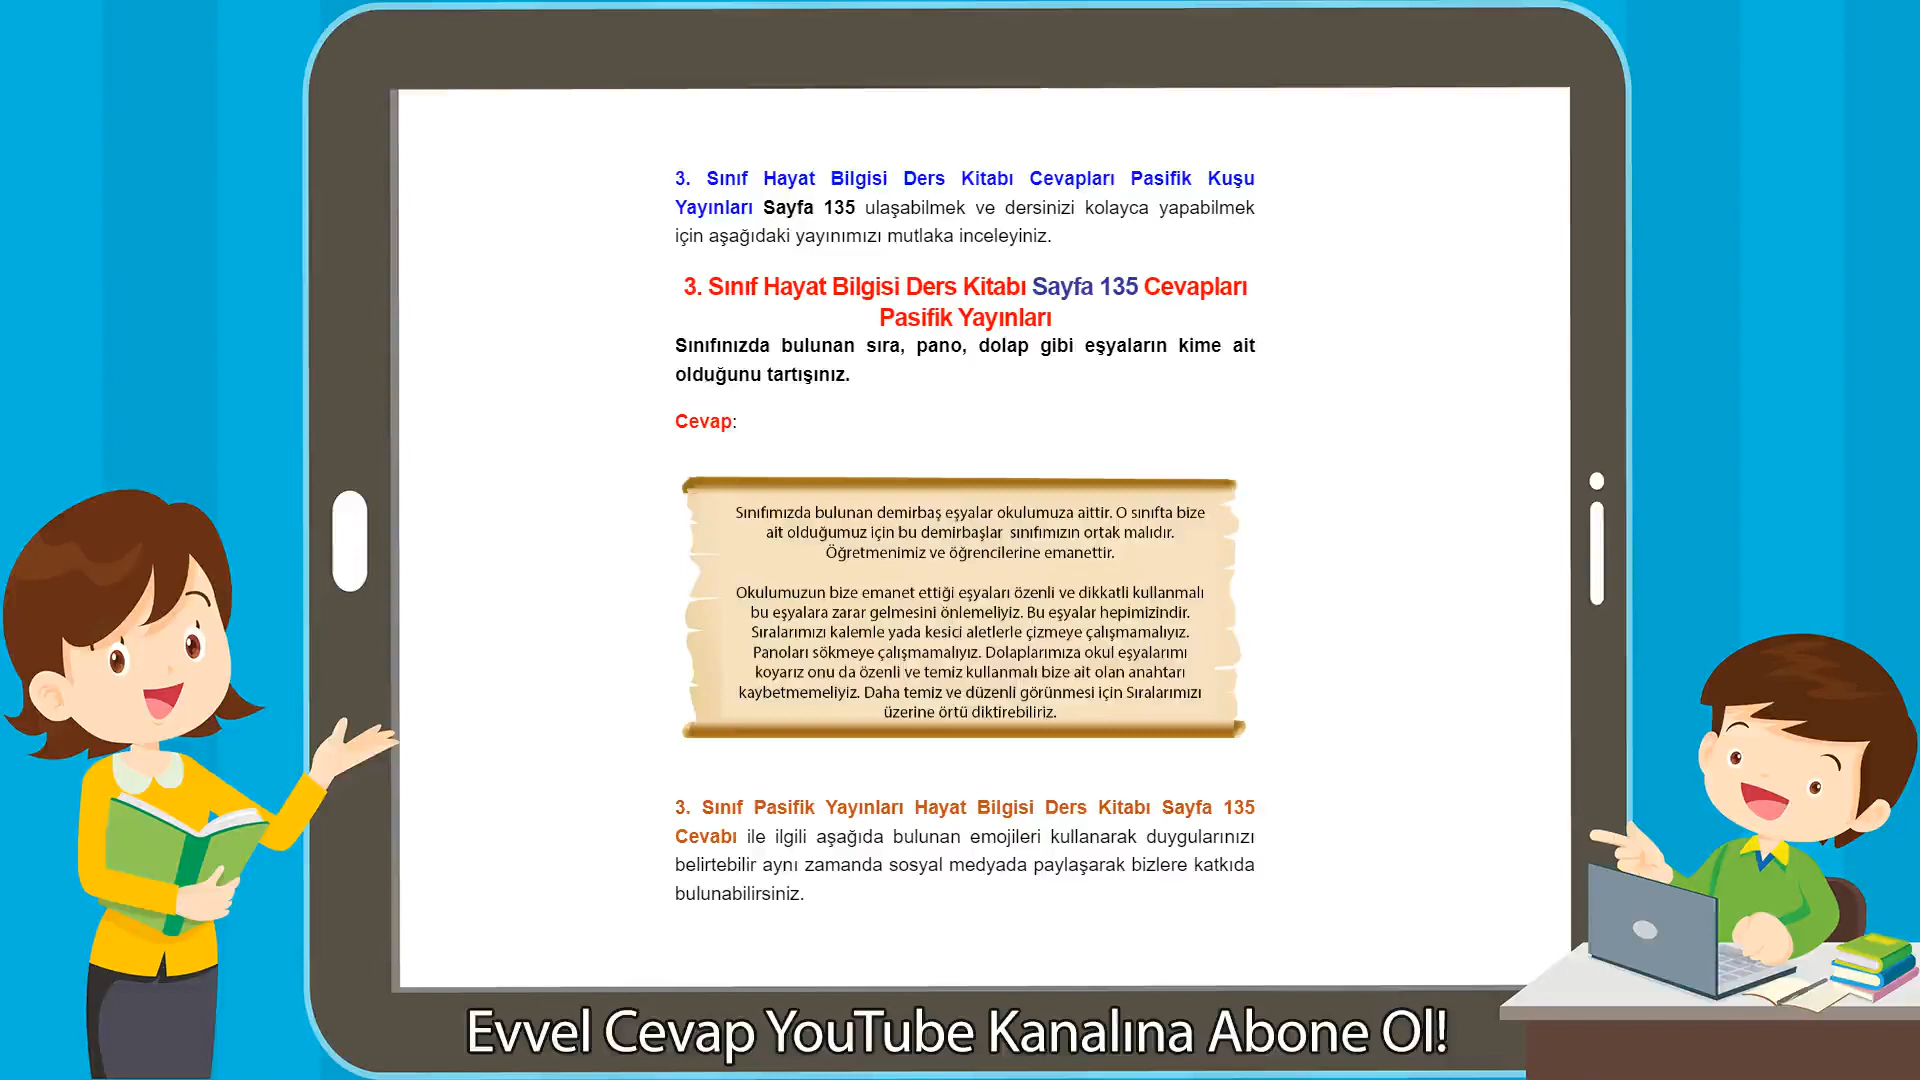 3. Sınıf Hayat Bilgisi Ders Kitabı Cevapları Pasifik Kuşu
Yayınları Sayfa 135 ulaşabilmek ve dersinizi kolayca yapabilmek
için aşağıdaki yayınımızı mutlaka inceleyiniz.
3. Sınıf Hayat Bilgisi Ders Kitabı Sayfa 135 Cevapları
Pasifik Yayınları
Sınıfınızda bulunan sıra, pano, dolap gibi eşyaların kime ait
olduğunu tartışınız.
Cevap:
Sınıfımızda bulunan demirbaş eşyalar okulumuza aittir. O sınıfta bize
ait olduğumuz için bu demirbaşlar sınıfımızın ortak malıdır.
Öğretmenimiz ve öğrencilerine emanettir.
Okulumuzun bize emanet ettiği eşyaları özenli ve dikkatli kullanmalı
bu eşyalara zarar gelmesini önlemeliyiz. Bu eşyalar hepimizindir.
Sıralarımızı kalemle yada kesici aletlerle çizmeye çalışmamalıyız.
Panoları sökmeye çalışmamalıyız. Dolaplarımıza okul eşyalarımı
koyarız onu da özenli ve temiz kullanmalı bize ait olan anahtarı
kaybetmemeliyiz. Daha temiz ve düzenli görünmesi için Sıralarımızı
üzerine örtü diktirebiliriz.
3. Sınıf Pasifik Yayınları Hayat Bilgisi Ders Kitabı Sayfa 135
Cevabı ile ilgili aşağıda bulunan emojileri kullanarak duygularınızı
belirtebilir aynı zamanda sosyal medyada paylaşarak bizlere katkıda
bulunabilirsiniz.
Evvel Cevap YouTube Kanalına Abone Ol!